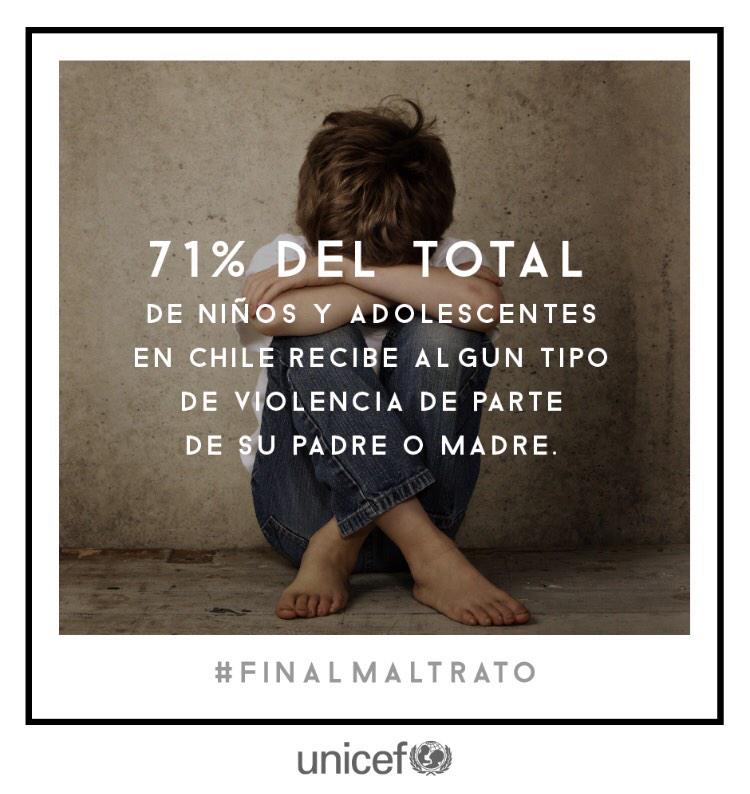 71% DEL TOTAL
DE NIÑOS Y ADOLESCENTES
EN CHILE RECIBE ALGUN TIPO
DE VIOLENCIA DE PARTE
DE SU PADRE O MADRE.
#FINALMALTRATO
unicef